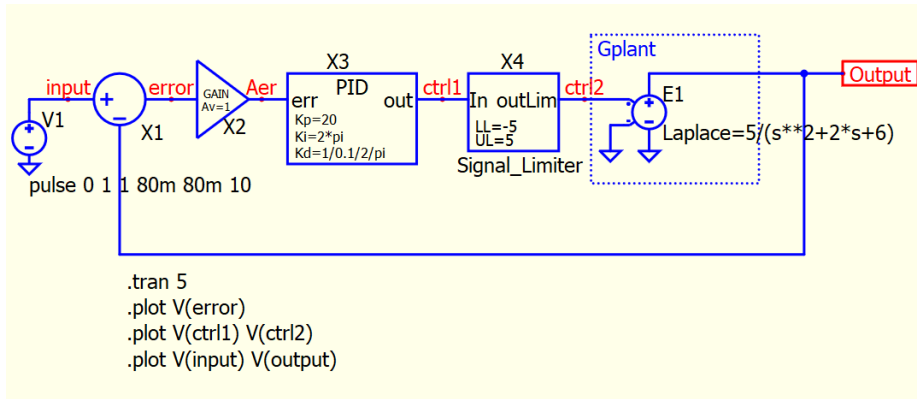 Gplant
input
error
GAIN
AV=1
Aer
X3
PID
err
out
Kp=20
Ki=2*pi
Kd=1/0.1/2/pi
ctrl1
X4
In outLim
LL=-5
UL=5
Signal_Limiter
ctrl2
E1
Laplace=5/(s**2+2*s+6)
Output
V1
X1
X2
pulse 0 1 1 80m 80m 10
.tran 5
.plot V(error)
.plot V(ctrl1) V(ctrl2)
.plot V(input) V(output)